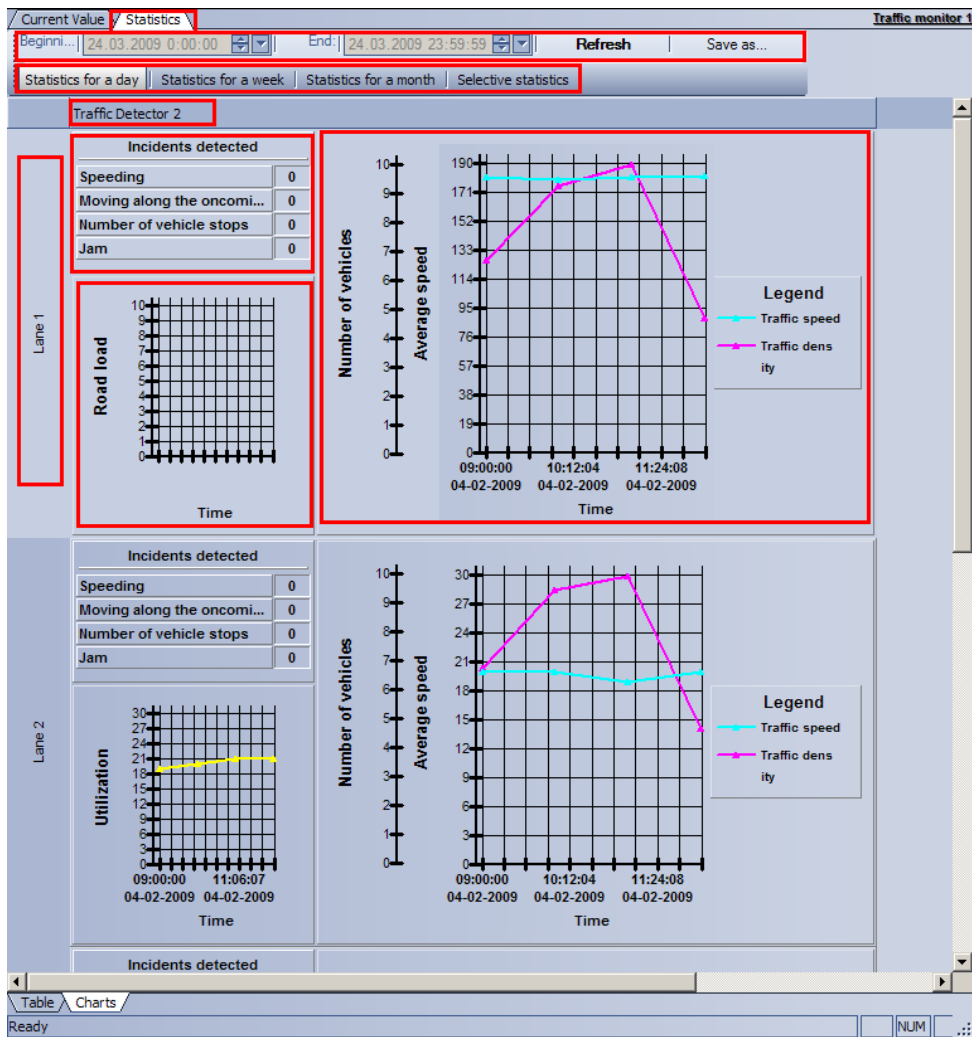 Current Value
Statistics
Traffic monitor 1
Beginni... 24.03.2009 0:00:00
End: 24.03.2009 23:59:59
Refresh
Save as...
Statistics for a day
Statistics for a week
Statistics for a month
Selective statistics
Traffic Detector 2
Lane 1
Incidents detected
Speeding 0
Moving along the oncomi... 0
Number of vehicle stops 0
Jam 0
Road load
10
9
8
7
6
5
4
3
2
1
0
Time
Number of vehicles
10
9
8
7
6
5
4
3
2
1
0
Average speed
190
171
152
133
114
95
76
57
38
19
0
09:00:00 10:12:04 11:24:08
04-02-2009 04-02-2009 04-02-2009
Time
Legend
Traffic speed
Traffic dens
ity
Lane 2
Incidents detected
Speeding 0
Moving along the oncomi... 0
Number of vehicle stops 0
Jam 0
Utilization
30
27
24
21
18
15
12
9
6
3
0
09:00:00 11:06:07
04-02-2009 04-02-2009
Time
Number of vehicles
10
9
8
7
6
5
4
3
2
1
0
Average speed
30
27
24
21
18
15
12
9
6
3
0
09:00:00 10:12:04 11:24:08
04-02-2009 04-02-2009 04-02-2009
Time
Legend
Traffic speed
Traffic dens
ity
Incidents detected
Table
Charts
Ready
NUM